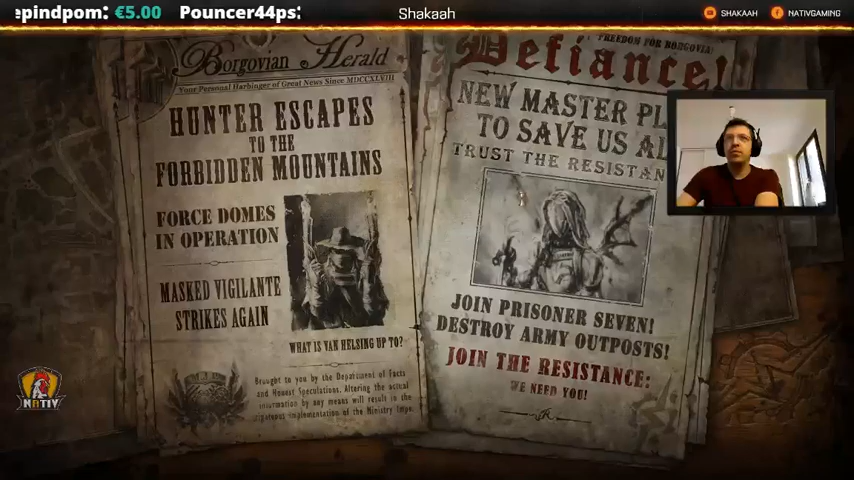 epindpom: €5.00 Pouncer44ps:
Shakaah
SHAKAAH
NATIVGAMING
Borgovian Herald
Your Personal Harbinger of Great News Since MDCCXLVIII
HUNTER ESCAPES
TO THE
FORBIDDEN MOUNTAINS
FORCE DOMES
IN OPERATION
MASKED VIGILANTE
STRIKES AGAIN
WHAT IS VAN HELSING UP TO?
Brought to you by the Department of Facts
and Honest Speculations. Altering the actual
information by any means will result in the
implementation of the Ministry
FREEDOM FOR BORGOVIA!
Defiance!
NEW MASTER PL
TO SAVE US AL
TRUST THE RESISTAN
JOIN PRISONER SEVEN!
DESTROY ARMY OUTPOSTS!
JOIN THE RESISTANCE:
WE NEED YOU!
NATIV